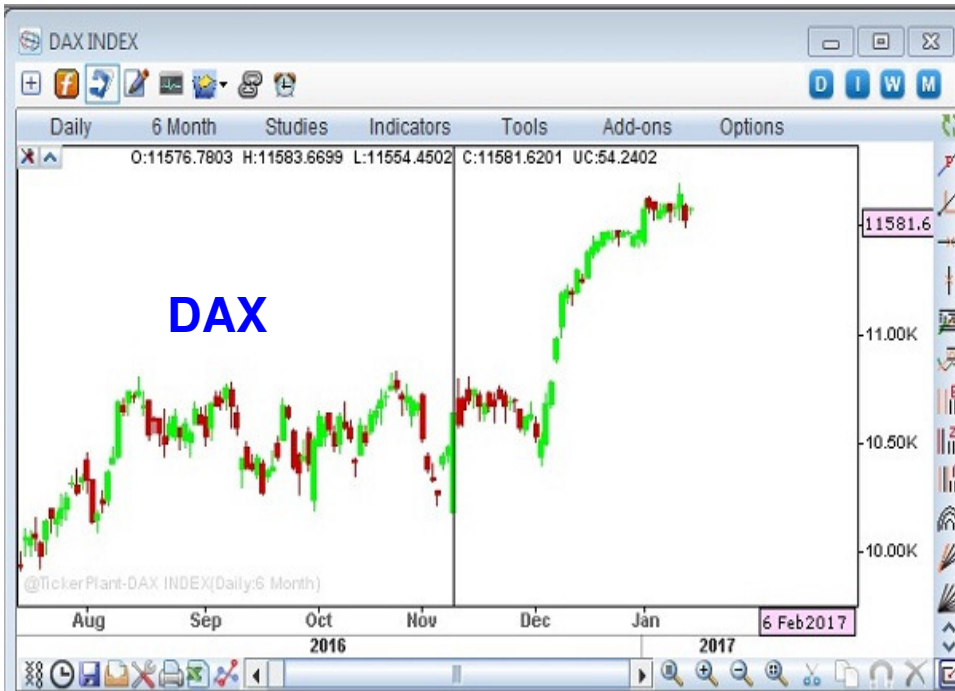 DAX INDEX
D I W M
Daily 6 Month Studies Indicators Tools Add-ons Options
O:11576.7803 H:11583.6699 L:11554.4502 C:11581.6201 UC:54.2402
11581.6
DAX
11.00K
10.50K
10.00K
@TickerPlant-DAX INDEX(Daily:6 Month)
Aug Sep Oct Nov Dec Jan 6 Feb2017
2016 2017